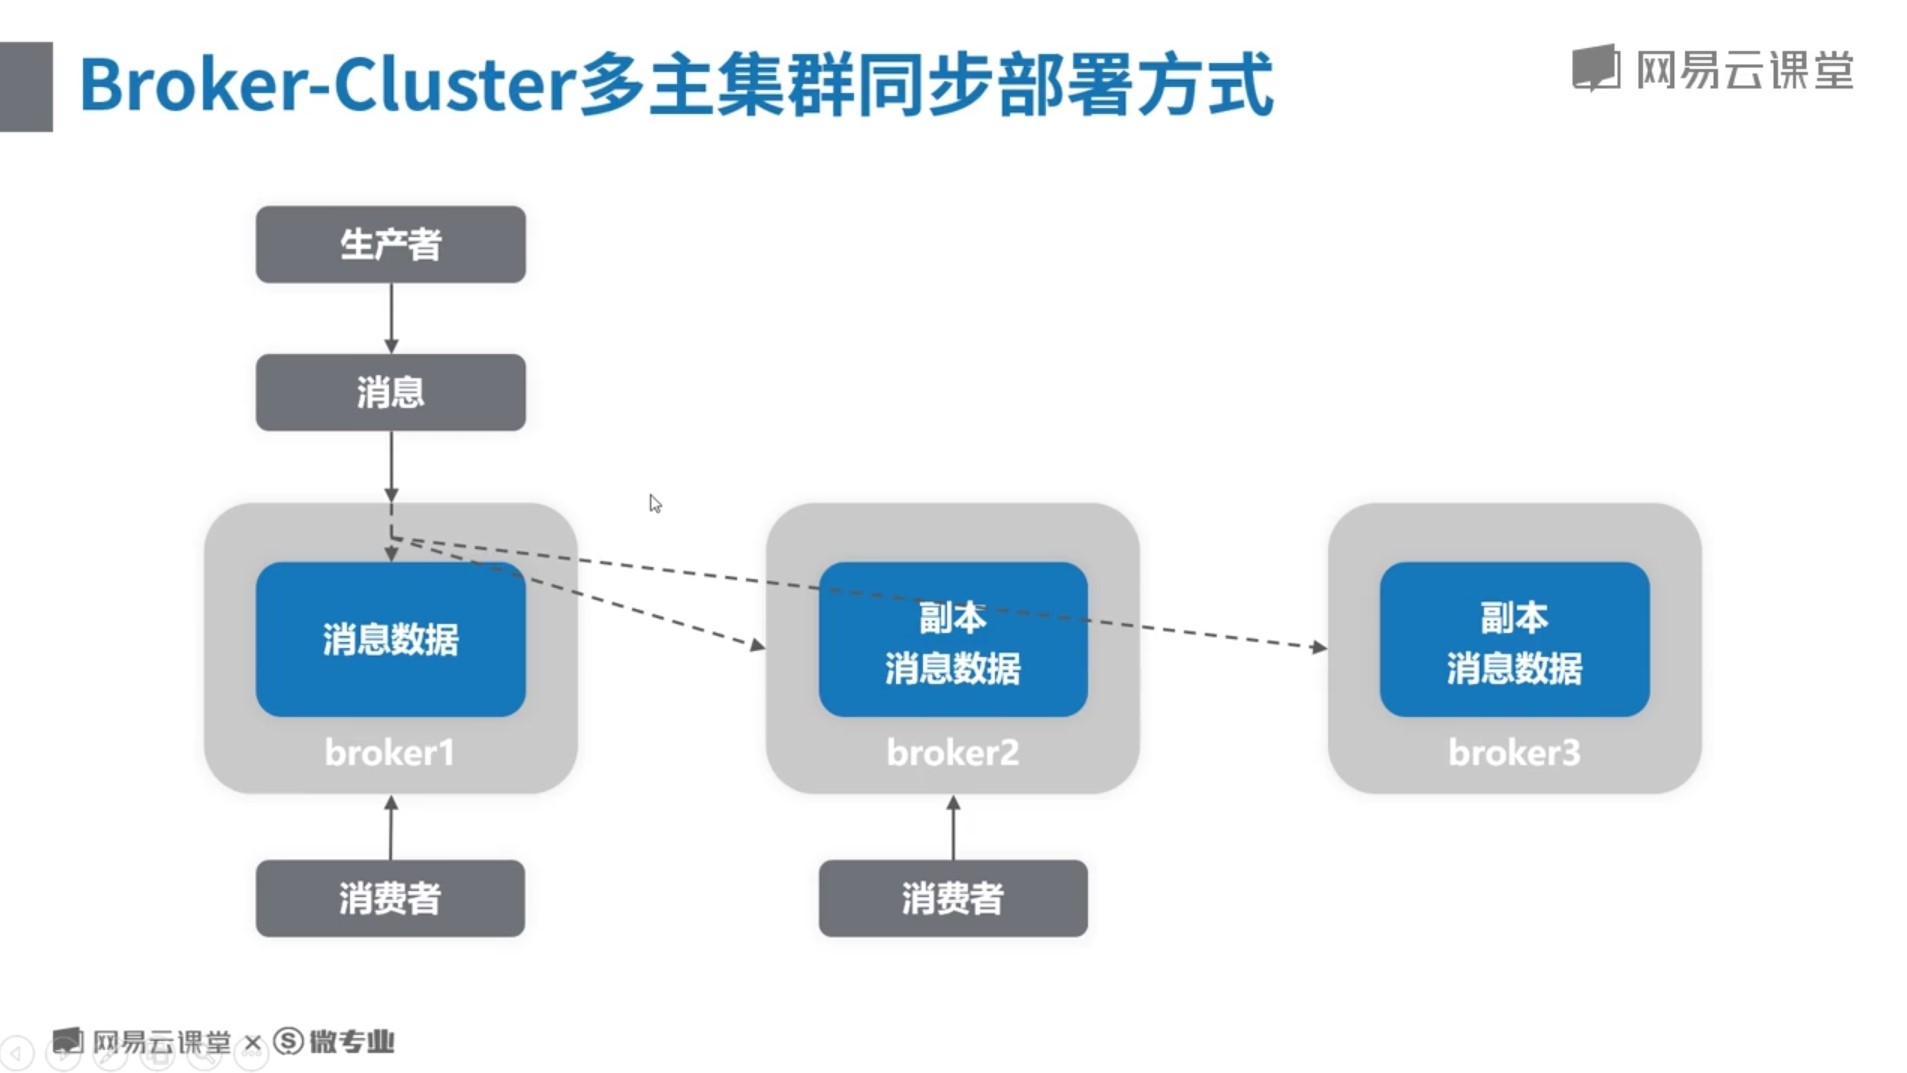 Broker-Cluster多主集群同步部署方式
网易云课堂
生产者
消息
消息数据
副本
消息数据
副本
消息数据
broker1
broker2
broker3
消费者
消费者
网易云课堂 × 微专业